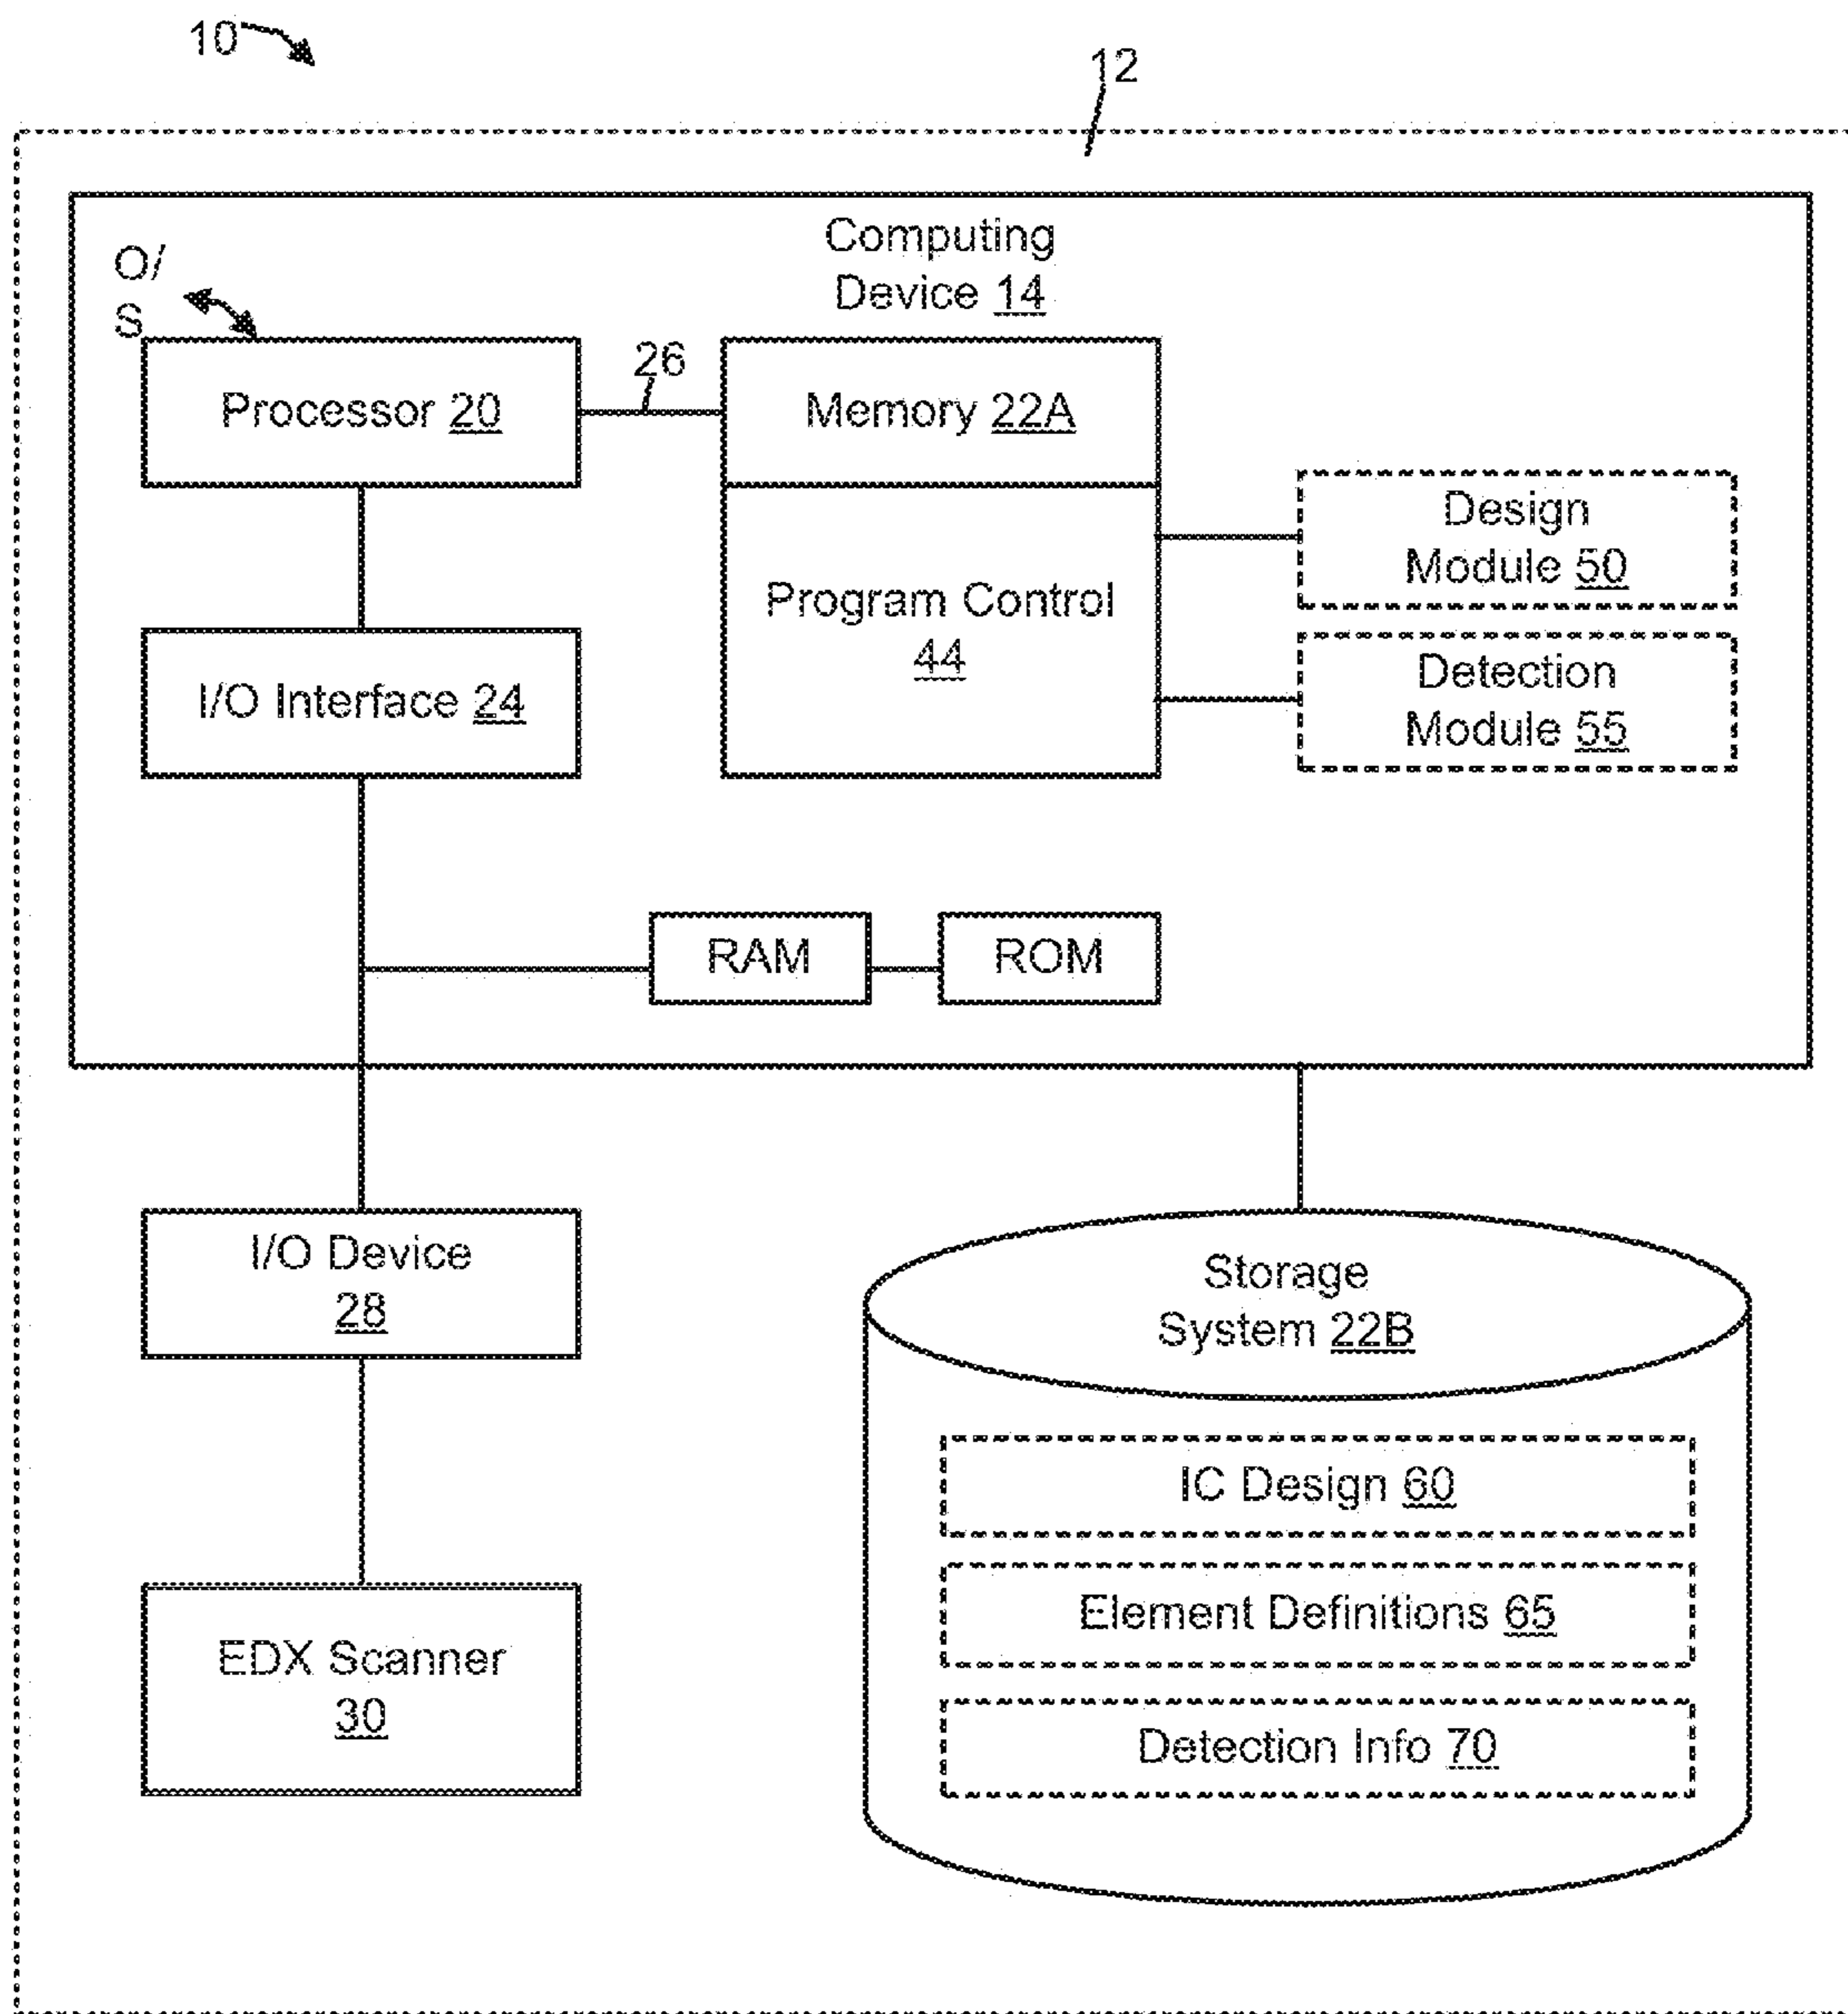 10
12
Computing
Device 14
O/
S
Processor 20
26
Memory 22A
Program Control
44
Design
Module 50
Detection
Module 55
I/O Interface 24
RAM
ROM
I/O Device
28
EDX Scanner
30
Storage
System 22B
IC Design 60
Element Definitions 65
Detection Info 70